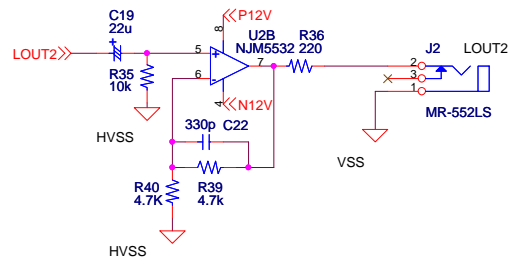 C19
22u
P12V
8
U2B
NJM5532
R36
220
J2
LOUT2
LOUT2
+
5
+
7
2
3
1
R35
10k
6
-
4
N12V
MR-552LS
HVSS
330p
C22
VSS
R40
4.7K
R39
4.7k
HVSS